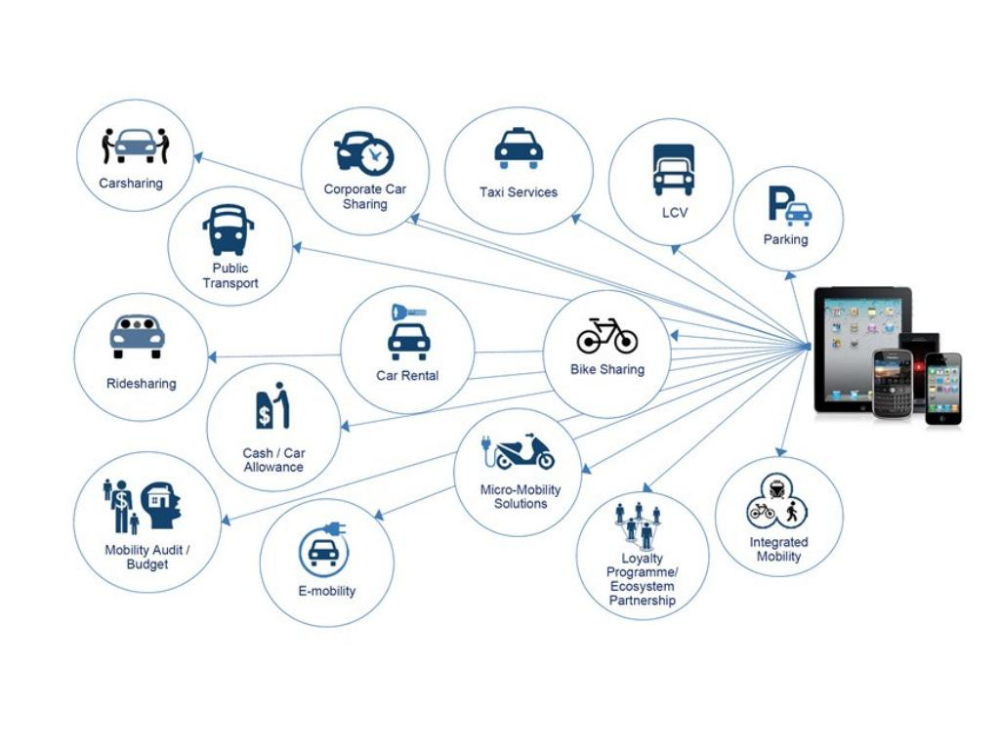 Carsharing
Corporate Car
Sharing
Taxi Services
LCV
P
Parking
Public
Transport
Ridesharing
Car Rental
Bike Sharing
$
Cash / Car
Allowance
Micro-Mobility
Solutions
$
Mobility Audit /
Budget
E-mobility
Loyalty
Programme/
Ecosystem
Partnership
Integrated
Mobility